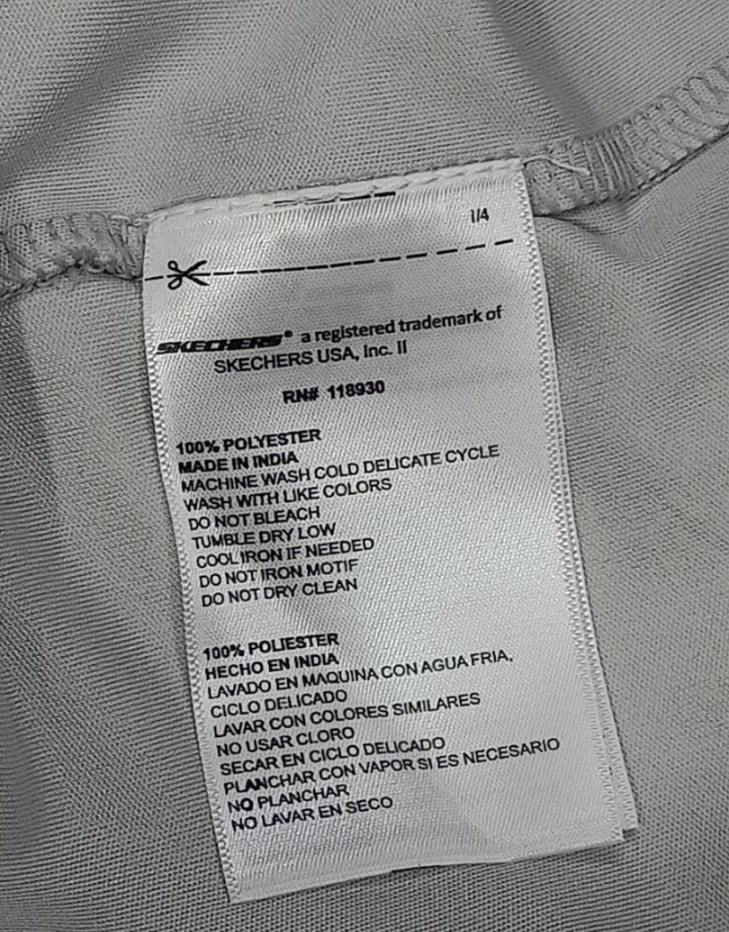 1/4
SKECHERS® a registered trademark of
SKECHERS USA, Inc. II
RN# 118930
100% POLYESTER
MADE IN INDIA
MACHINE WASH COLD DELICATE CYCLE
WASH WITH LIKE COLORS
DO NOT BLEACH
TUMBLE DRY LOW
COOL IRON IF NEEDED
DO NOT IRON MOTIF
DO NOT DRY CLEAN
100% POLIESTER
HECHO EN INDIA
LAVADO EN MAQUINA CON AGUA FRIA,
CICLO DELICADO
LAVAR CON COLORES SIMILARES
NO USAR CLORO
SECAR EN CICLO DELICADO
PLANCHAR CON VAPOR SI ES NECESARIO
NO PLANCHAR
NO LAVAR EN SECO